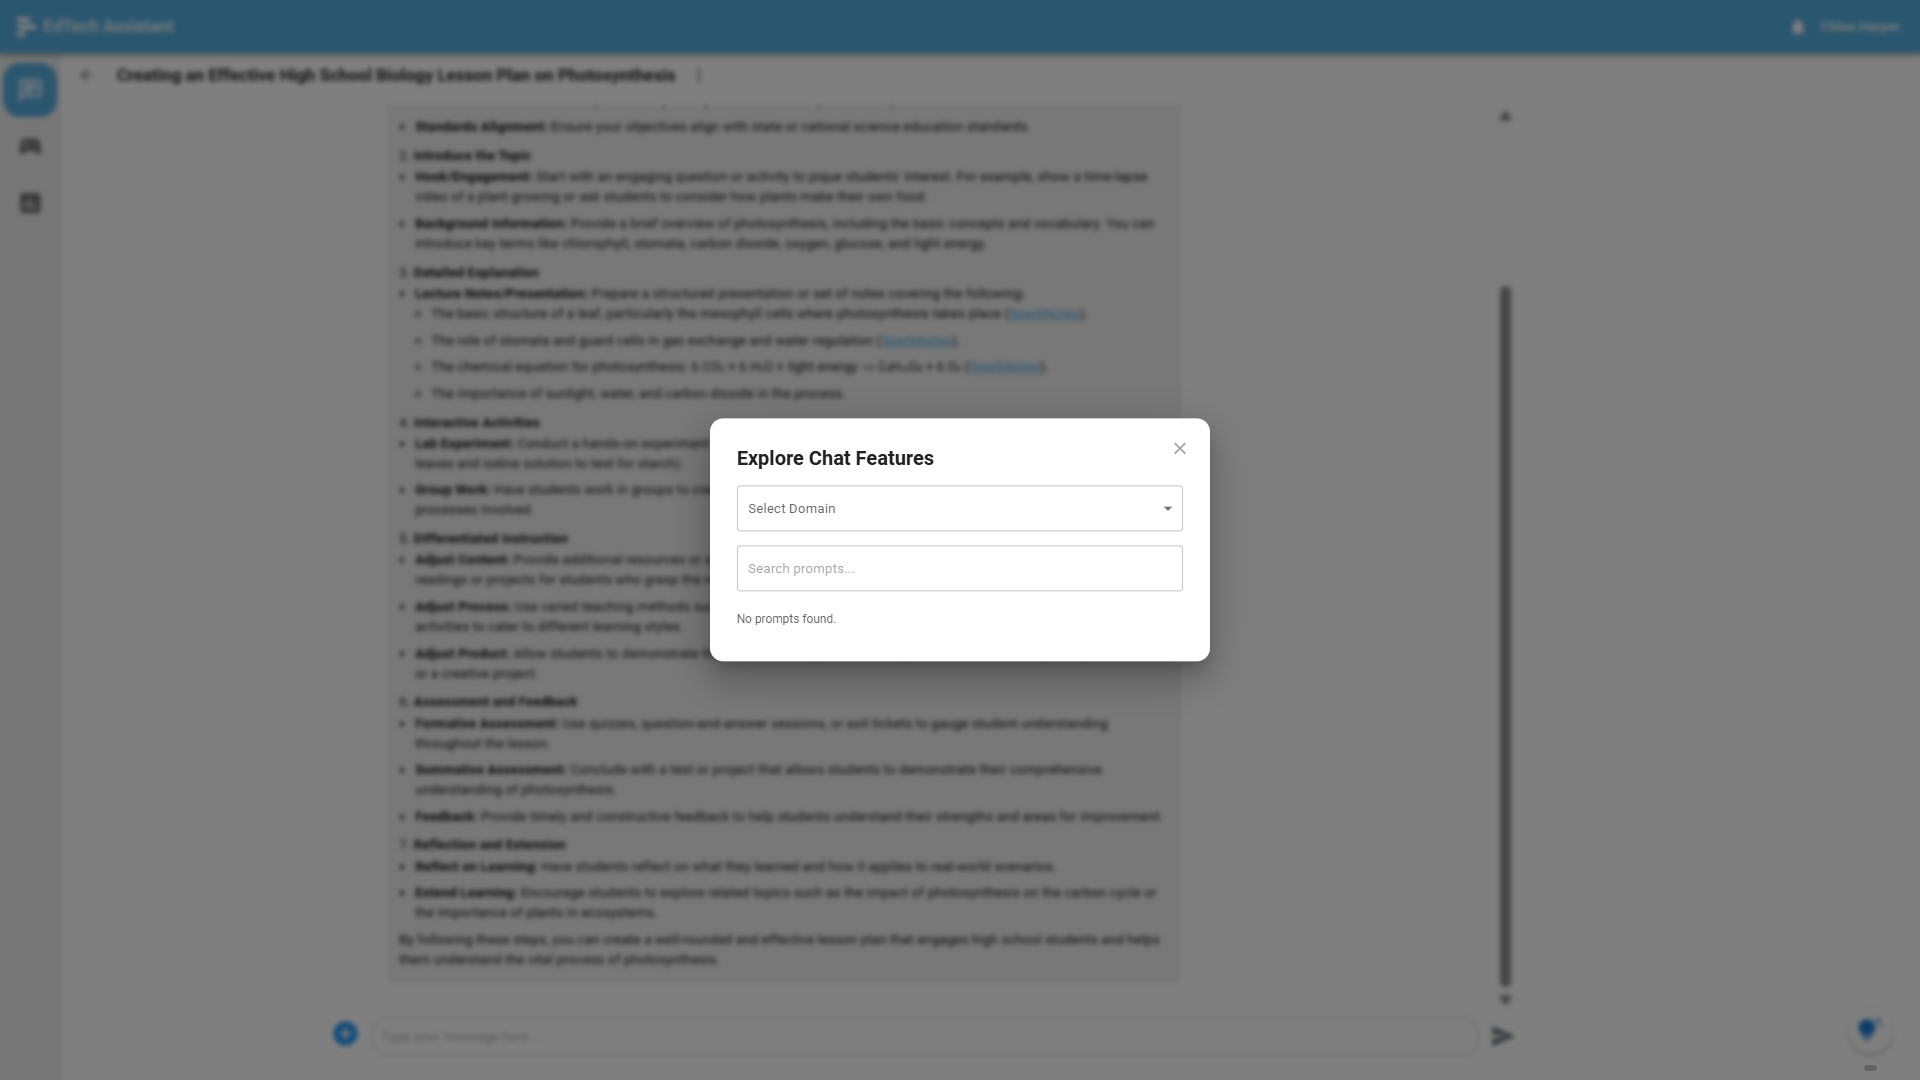 EdTech Assistant
Chloe Harper
Creating an Effective High School Biology Lesson Plan on Photosynthesis
• Standards Alignment: Ensure your objectives align with state or national science education standards.
2. Introduce the Topic
• Hook/Engagement: Start with an engaging question or activity to pique students' interest. For example, show a time-lapse
video of a plant growing or ask students to consider how plants make their own food.
• Background Information: Provide a brief overview of photosynthesis, including the basic concepts and vocabulary. You can
introduce key terms like chlorophyll, stomata, carbon dioxide, oxygen, glucose, and light energy.
3. Detailed Explanation
• Lecture Notes/Presentation: Prepare a structured presentation or set of notes covering the following:
• The basic structure of a leaf, particularly the mesophyll cells where photosynthesis takes place (SparkNotes).
• The role of stomata and guard cells in gas exchange and water regulation (SparkNotes).
• The chemical equation for photosynthesis: 6 CO₂ + 6 H₂O + light energy → C₆H₁₂O₆ + 6 O₂ (SparkNotes).
• The importance of sunlight, water, and carbon dioxide in the process.
4. Interactive Activities
• Lab Experiment: Conduct a hands-on experiment
leaves and iodine solution to test for starch).
• Group Work: Have students work in groups to
processes involved.
5. Differentiated Instruction
• Adjust Content: Provide additional resources or
readings or projects for students who grasp the
• Adjust Process: Use varied teaching methods
activities to cater to different learning styles.
• Adjust Product: Allow students to demonstrate
or a creative project.
Explore Chat Features
Select Domain
Search prompts...
No prompts found.
6. Assessment and Feedback
• Formative Assessment: Use quizzes, question-and-answer sessions, or exit tickets to gauge student understanding
throughout the lesson.
• Summative Assessment: Conclude with a test or project that allows students to demonstrate their comprehensive
understanding of photosynthesis.
• Feedback: Provide timely and constructive feedback to help students understand their strengths and areas for improvement.
7. Reflection and Extension
• Reflect on Learning: Have students reflect on what they learned and how it applies to real-world scenarios.
• Extend Learning: Encourage students to explore related topics such as the impact of photosynthesis on the carbon cycle or
the importance of plants in ecosystems.
By following these steps, you can create a well-rounded and effective lesson plan that engages high school students and helps
them understand the vital process of photosynthesis.
Type your message here...